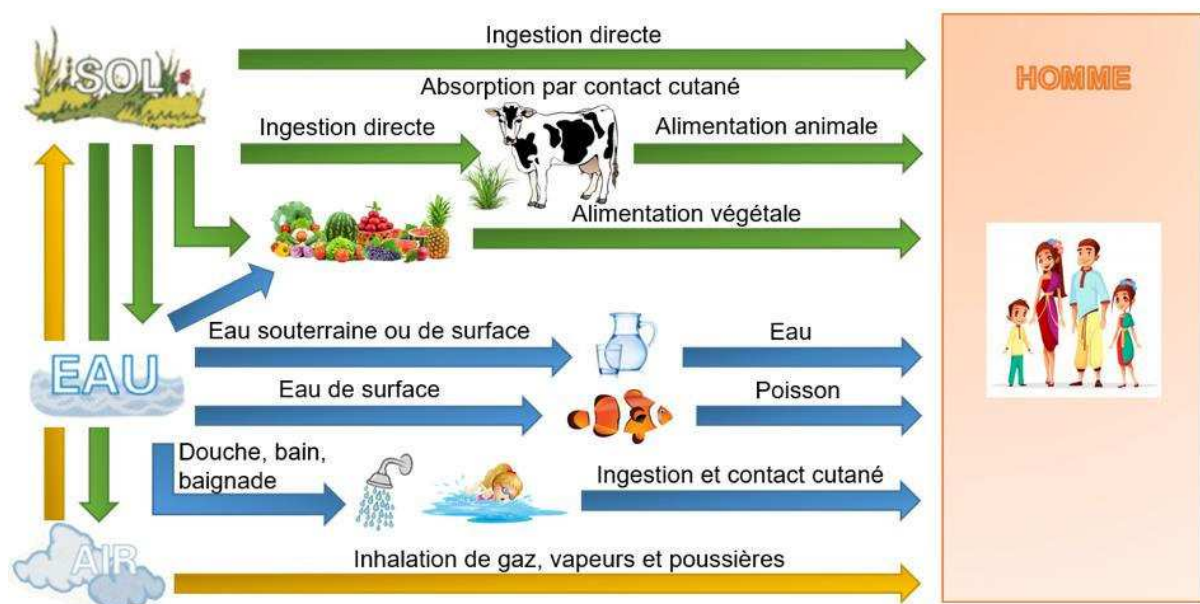 Ingestion directe
SOL
HOMME
Absorption par contact cutané
Ingestion directe
Alimentation animale
Alimentation végétale
Eau souterraine ou de surface
Eau
EAU
Eau de surface
Poisson
Douche, bain,
baignade
Ingestion et contact cutané
AIR
Inhalation de gaz, vapeurs et poussières